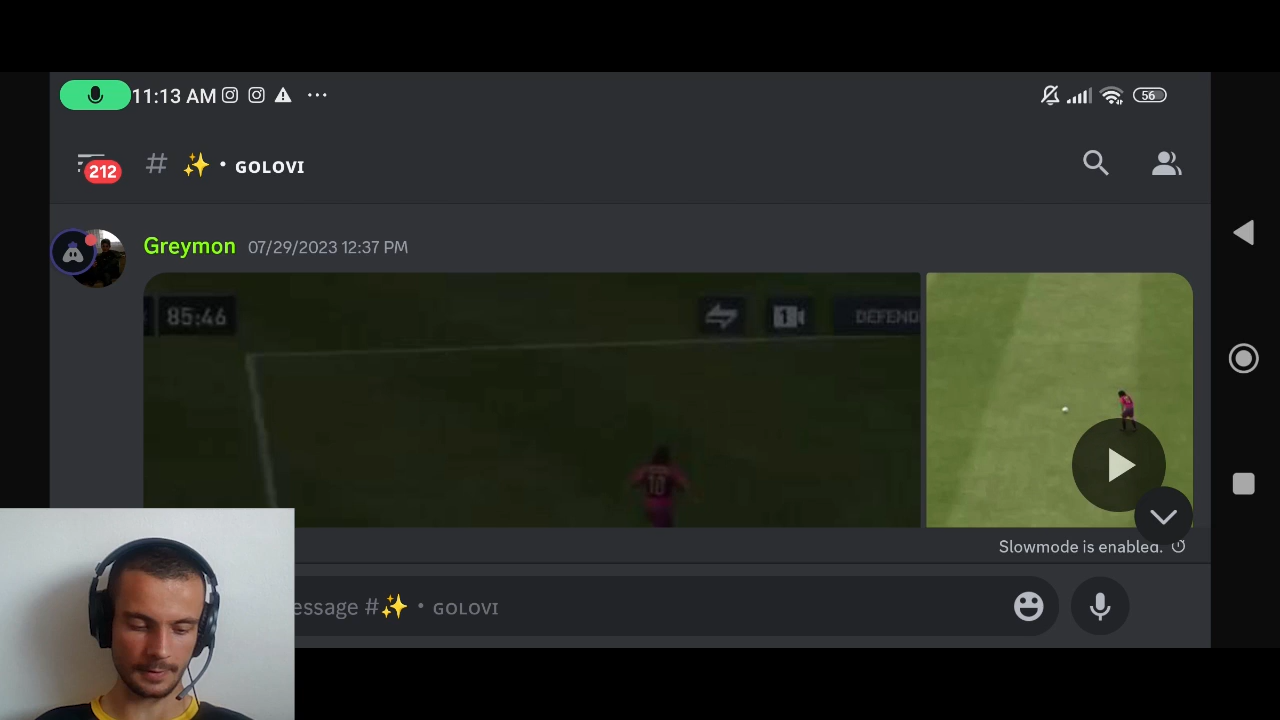 11:13 AM
56
212
# ✨ • GOLOVI
Greymon 07/29/2023 12:37 PM
85:46
1
DEFEND
10
Slowmode is enabled.
essage #✨ • GOLOVI